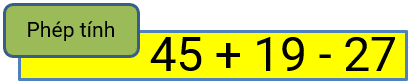 Phép tính
45 + 19 - 27